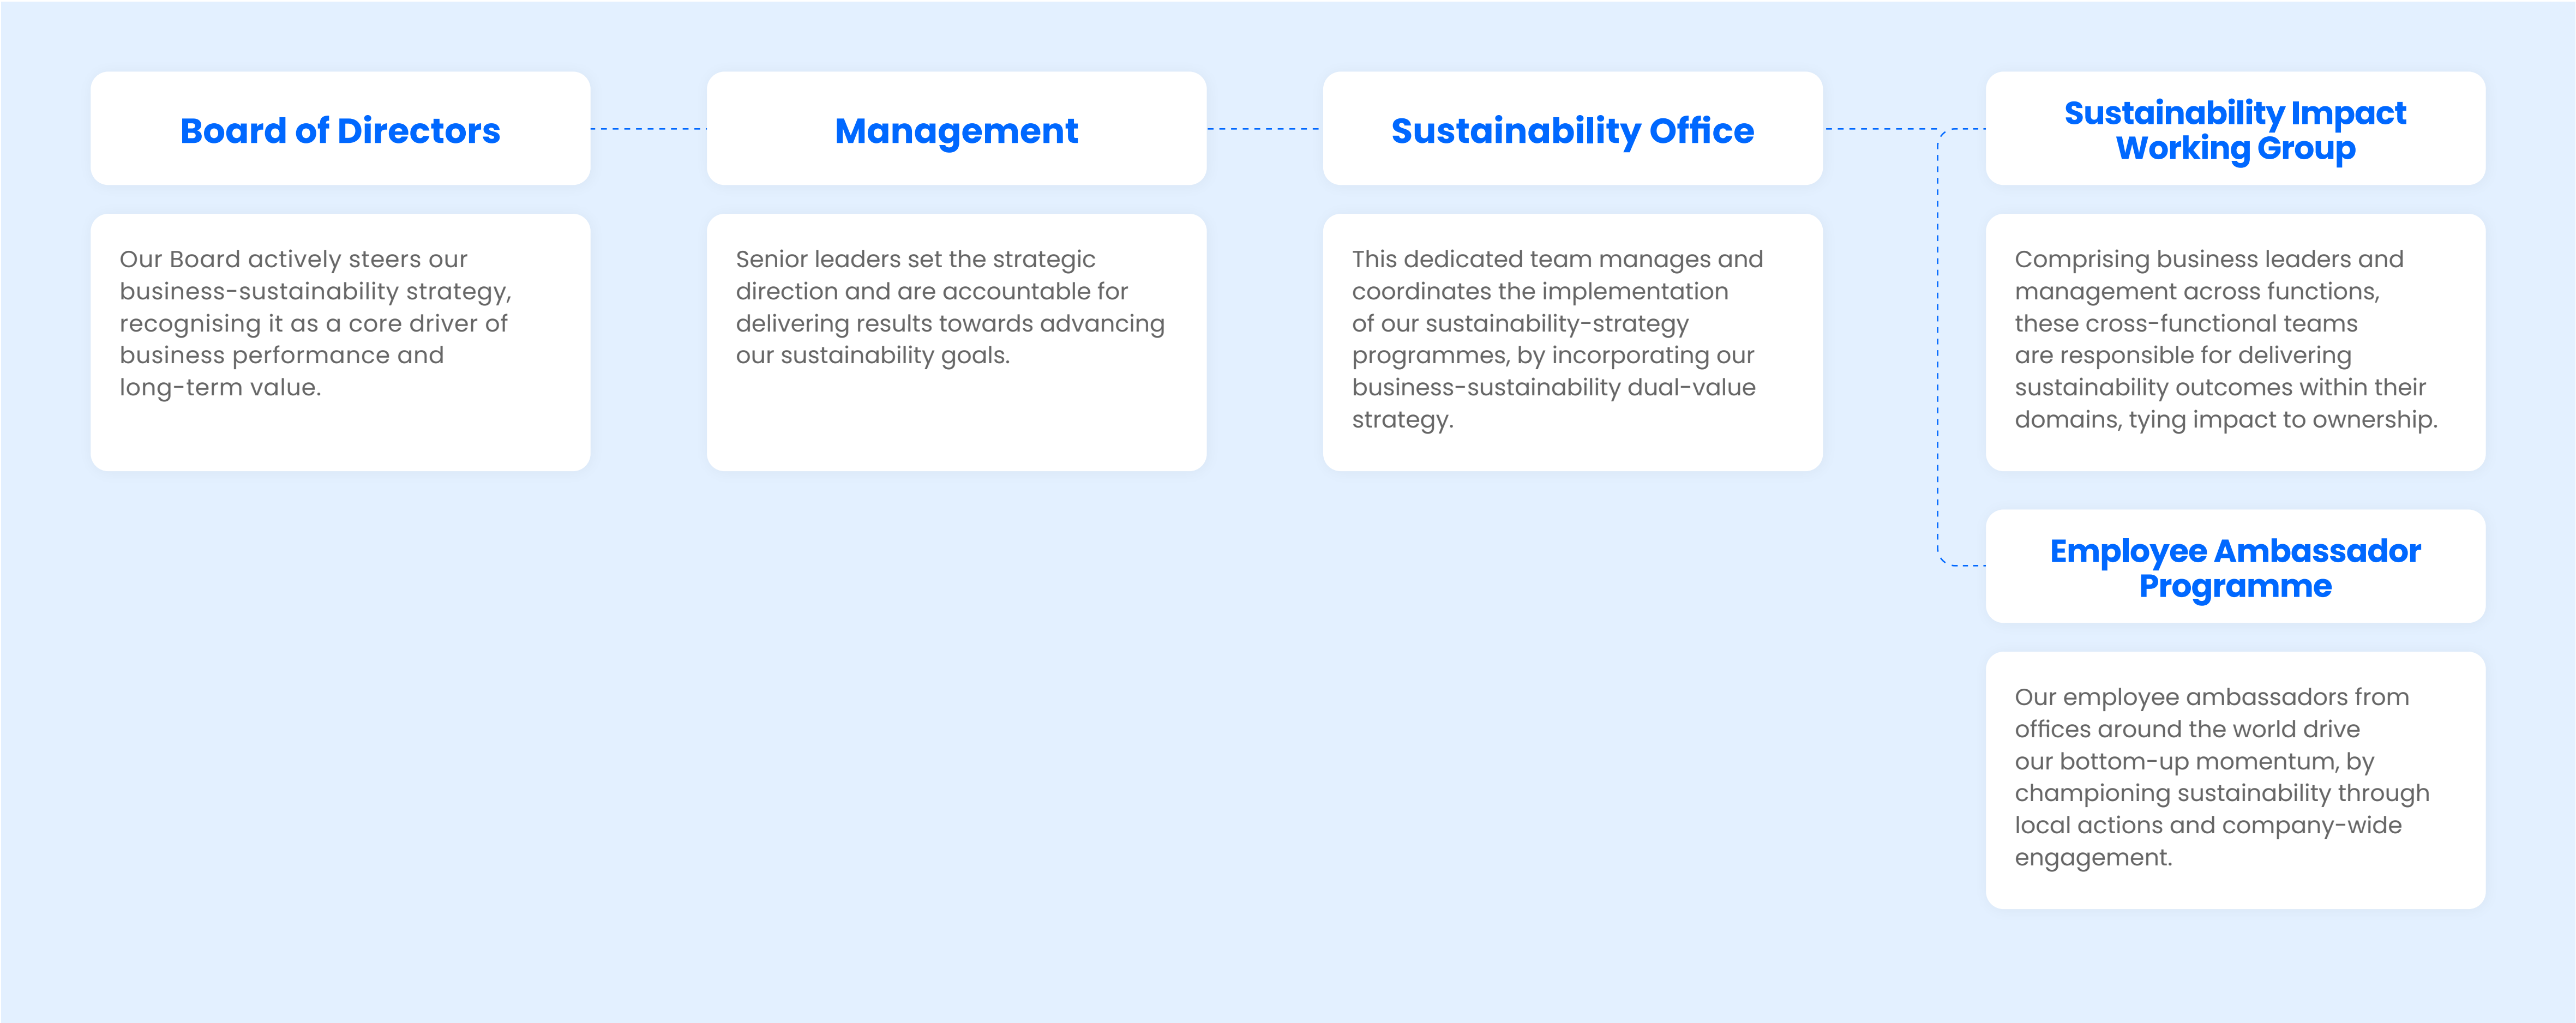 Board of Directors
Our Board actively steers our
business-sustainability strategy,
recognising it as a core driver of
business performance and
long-term value.
Management
Senior leaders set the strategic
direction and are accountable for
delivering results towards advancing
our sustainability goals.
Sustainability Office
This dedicated team manages and
coordinates the implementation
of our sustainability-strategy
programmes, by incorporating our
business-sustainability dual-value
strategy.
Sustainability Impact
Working Group
Comprising business leaders and
management across functions,
these cross-functional teams
are responsible for delivering
sustainability outcomes within their
domains, tying impact to ownership.
Employee Ambassador
Programme
Our employee ambassadors from
offices around the world drive
our bottom-up momentum, by
championing sustainability through
local actions and company-wide
engagement.